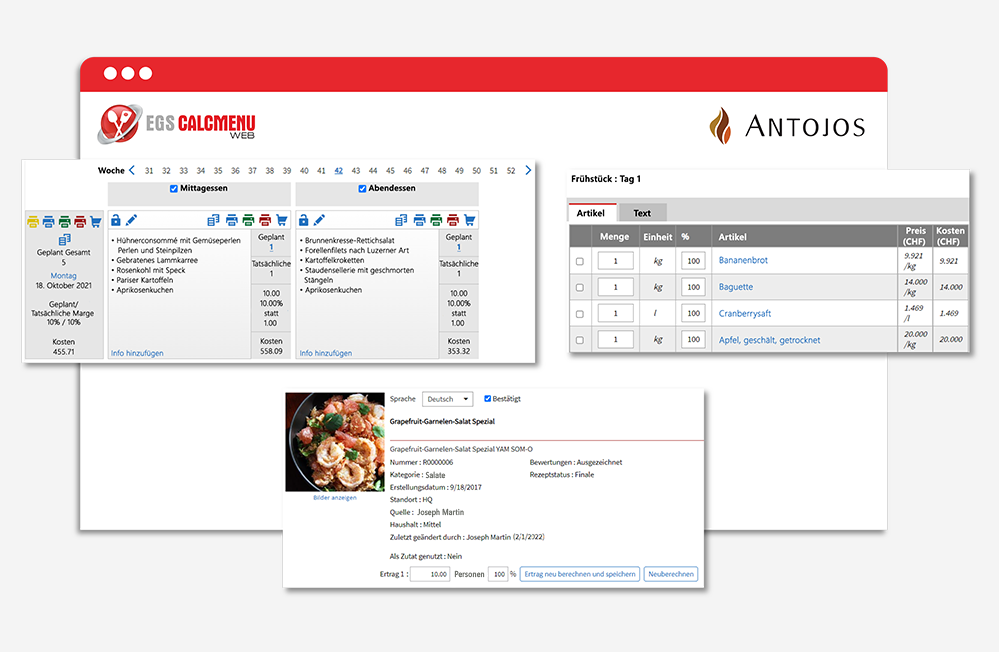 EGS CALCMENU
WEB
ANTOJOS
Woche 31 32 33 34 35 36 37 38 39 40 41 42 43 44 45 46 47 48 49 50 51 52
Mittagessen
Abendessen
Geplant Gesamt
5
Montag
18. Oktober 2021
Geplant/
Tatsächliche Marge
10% / 10%
Kosten
455.71
• Hühnerconsommé mit Gemüseperlen
Perlen und Steinpilzen
• Gebratenes Lammkarree
• Rosenkohl mit Speck
• Pariser Kartoffeln
• Aprikosenkuchen
Info hinzufügen
Geplant
1
Tatsächliche
1
10.00
10.00%
statt
1.00
Kosten
558.09
• Brunnenkresse-Rettichsalat
• Forellenfilets nach Luzerner Art
• Kartoffelkroketten
• Staudensellerie mit geschmorten
Stängeln
• Aprikosenkuchen
Info hinzufügen
Geplant
1
Tatsächliche
1
10.00
10.00%
statt
1.00
Kosten
353.32
Frühstück : Tag 1
Artikel Text
Menge Einheit % Artikel Preis (CHF) Kosten (CHF)
1 kg 100 Bananenbrot 9.921 /kg 9.921
1 kg 100 Baguette 14.000 /kg 14.000
1 l 100 Cranberrysaft 1.469 /l 1.469
1 kg 100 Apfel, geschält, getrocknet 20.000 /kg 20.000
Bilder anzeigen
Sprache Deutsch Bestätigt
Grapefruit-Garnelen-Salat Spezial
Grapefruit-Garnelen-Salat Spezial YAM SOM-O
Nummer : R0000006 Bewertungen : Ausgezeichnet
Kategorie : Salate Rezeptstatus : Finale
Erstellungsdatum : 9/18/2017
Standort : HQ
Quelle : Joseph Martin
Haushalt : Mittel
Zuletzt geändert durch : Joseph Martin (2/1/2022)
Als Zutat genutzt : Nein
Ertrag 1 : 10.00 Personen 100 % Ertrag neu berechnen und speichern Neuberechnen